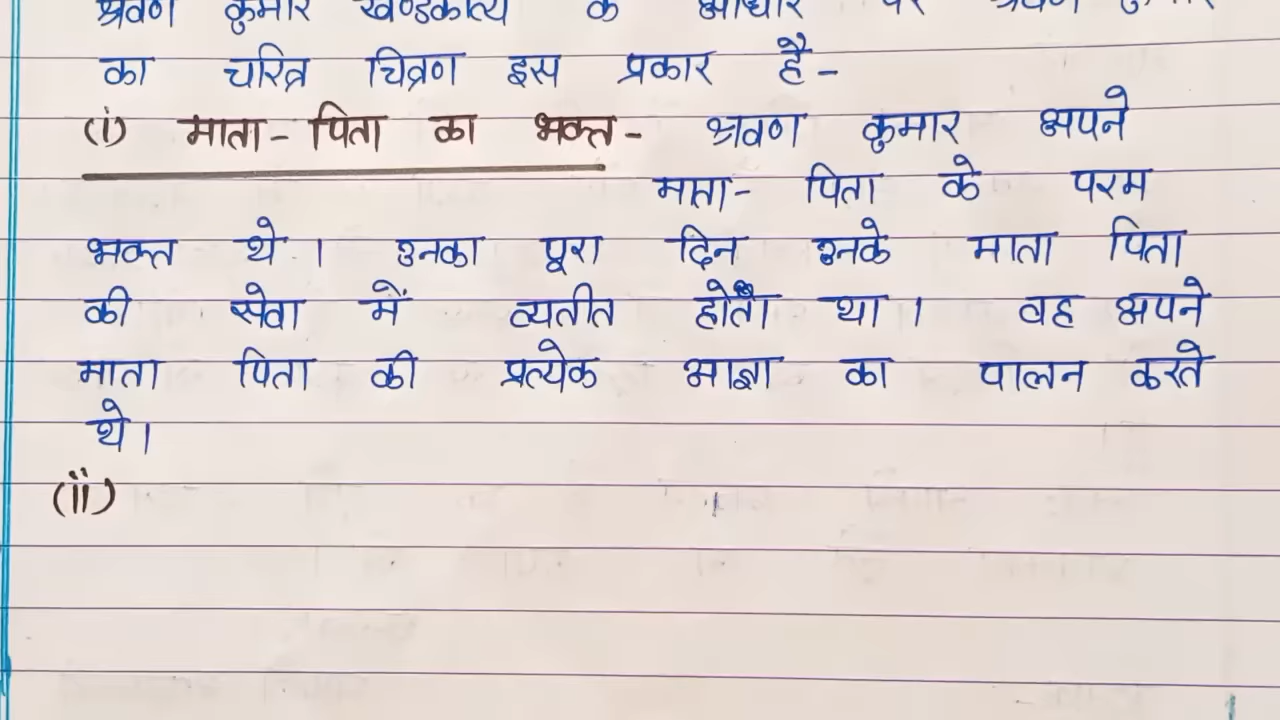 श्रवण कुमार खण्डकाव्य के आधार पर श्रवण कुमार
का चरित्र चित्रण इस प्रकार है-
(i) माता-पिता का भक्त- श्रवण कुमार अपने
माता-पिता के परम
भक्त थे। उनका पूरा दिन उनके माता पिता
की सेवा में व्यतीत होता था। वह अपने
माता पिता की प्रत्येक आज्ञा का पालन करते
थे।
(ii)